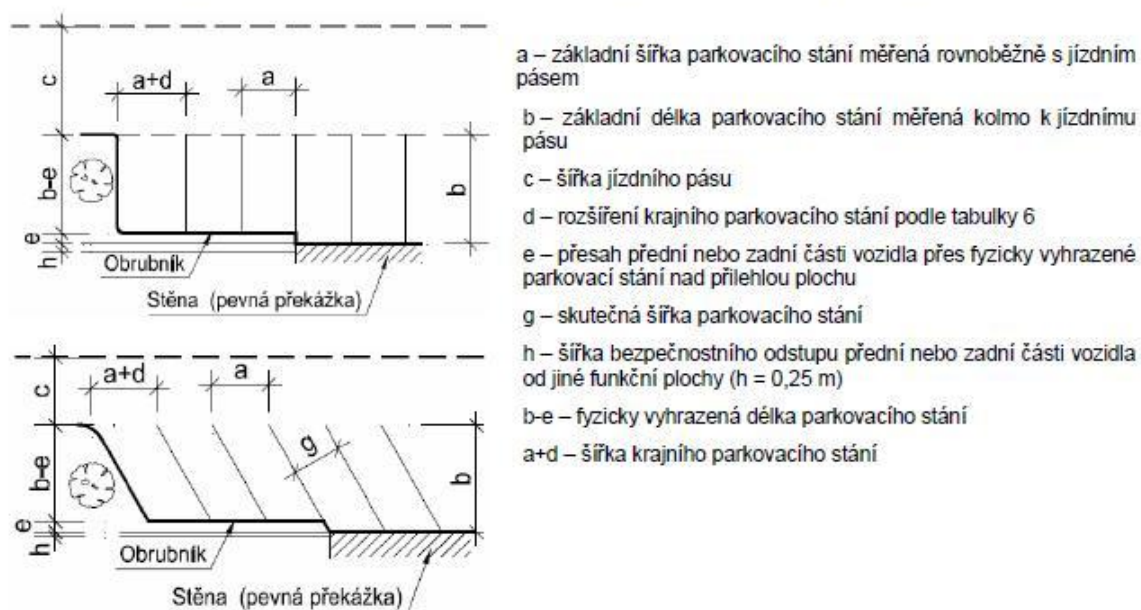 c
a+d
a
b-e
b
e
h
Obrubník
Stěna (pevná překážka)
c
a+d
a
b-e
g
b
e
h
Obrubník
Stěna (pevná překážka)
a – základní šířka parkovacího stání měřená rovnoběžně s jízdním
pásem
b – základní délka parkovacího stání měřená kolmo k jízdnímu
pásu
c – šířka jízdního pásu
d – rozšíření krajního parkovacího stání podle tabulky 6
e – přesah přední nebo zadní části vozidla přes fyzicky vyhrazené
parkovací stání nad přilehlou plochu
g – skutečná šířka parkovacího stání
h – šířka bezpečnostního odstupu přední nebo zadní části vozidla
od jiné funkční plochy (h = 0,25 m)
b-e – fyzicky vyhrazená délka parkovacího stání
a+d – šířka krajního parkovacího stání